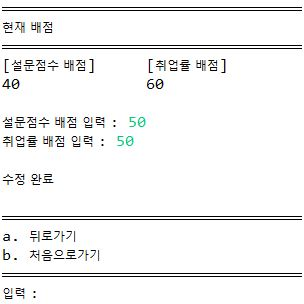 현재 배점
[설문점수 배점] [취업률 배점]
40 60
설문점수 배점 입력 : 50
취업률 배점 입력 : 50
수정 완료
a. 뒤로가기
b. 처음으로가기
입력 :